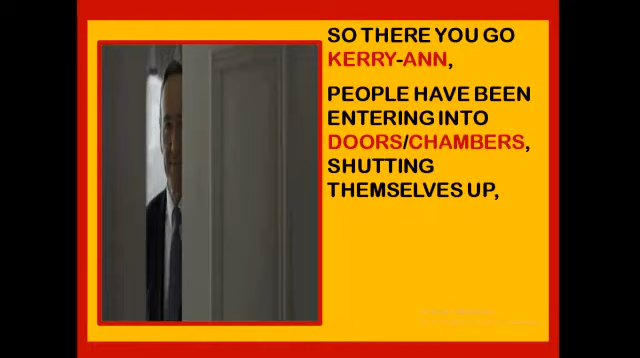 SO THERE YOU GO
KERRY-ANN,
PEOPLE HAVE BEEN
ENTERING INTO
DOORS/CHAMBERS,
SHUTTING
THEMSELVES UP,